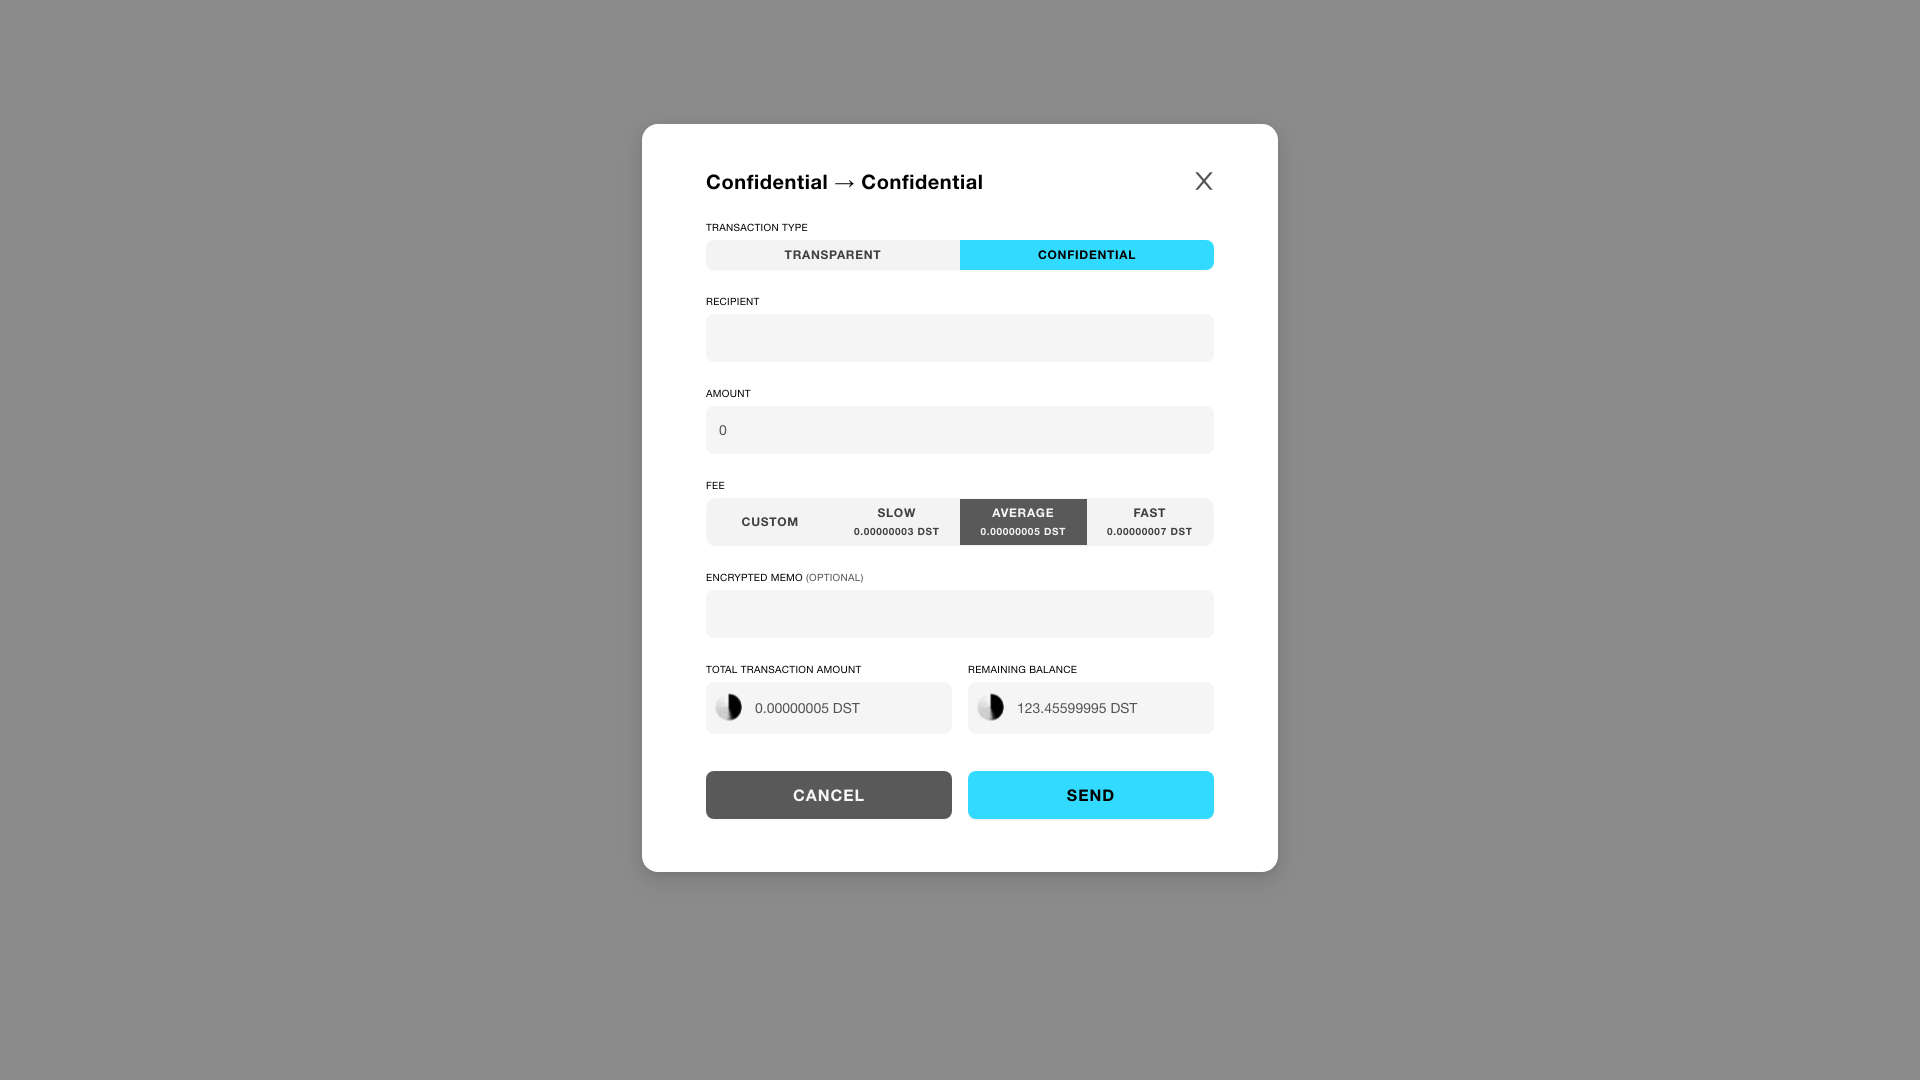 Confidential → Confidential
X
TRANSACTION TYPE
TRANSPARENT
CONFIDENTIAL
RECIPIENT
AMOUNT
0
FEE
CUSTOM
SLOW
0.00000003 DST
AVERAGE
0.00000005 DST
FAST
0.00000007 DST
ENCRYPTED MEMO (OPTIONAL)
TOTAL TRANSACTION AMOUNT
0.00000005 DST
REMAINING BALANCE
123.45599995 DST
CANCEL
SEND